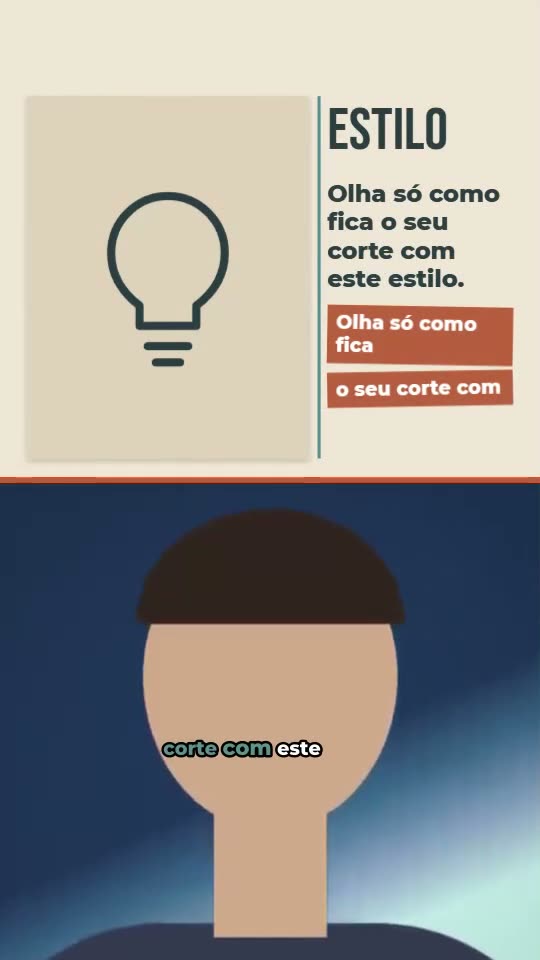 ESTILO
Olha só como
fica o seu
corte com
este estilo.
Olha só como
fica
o seu corte com
corte com este